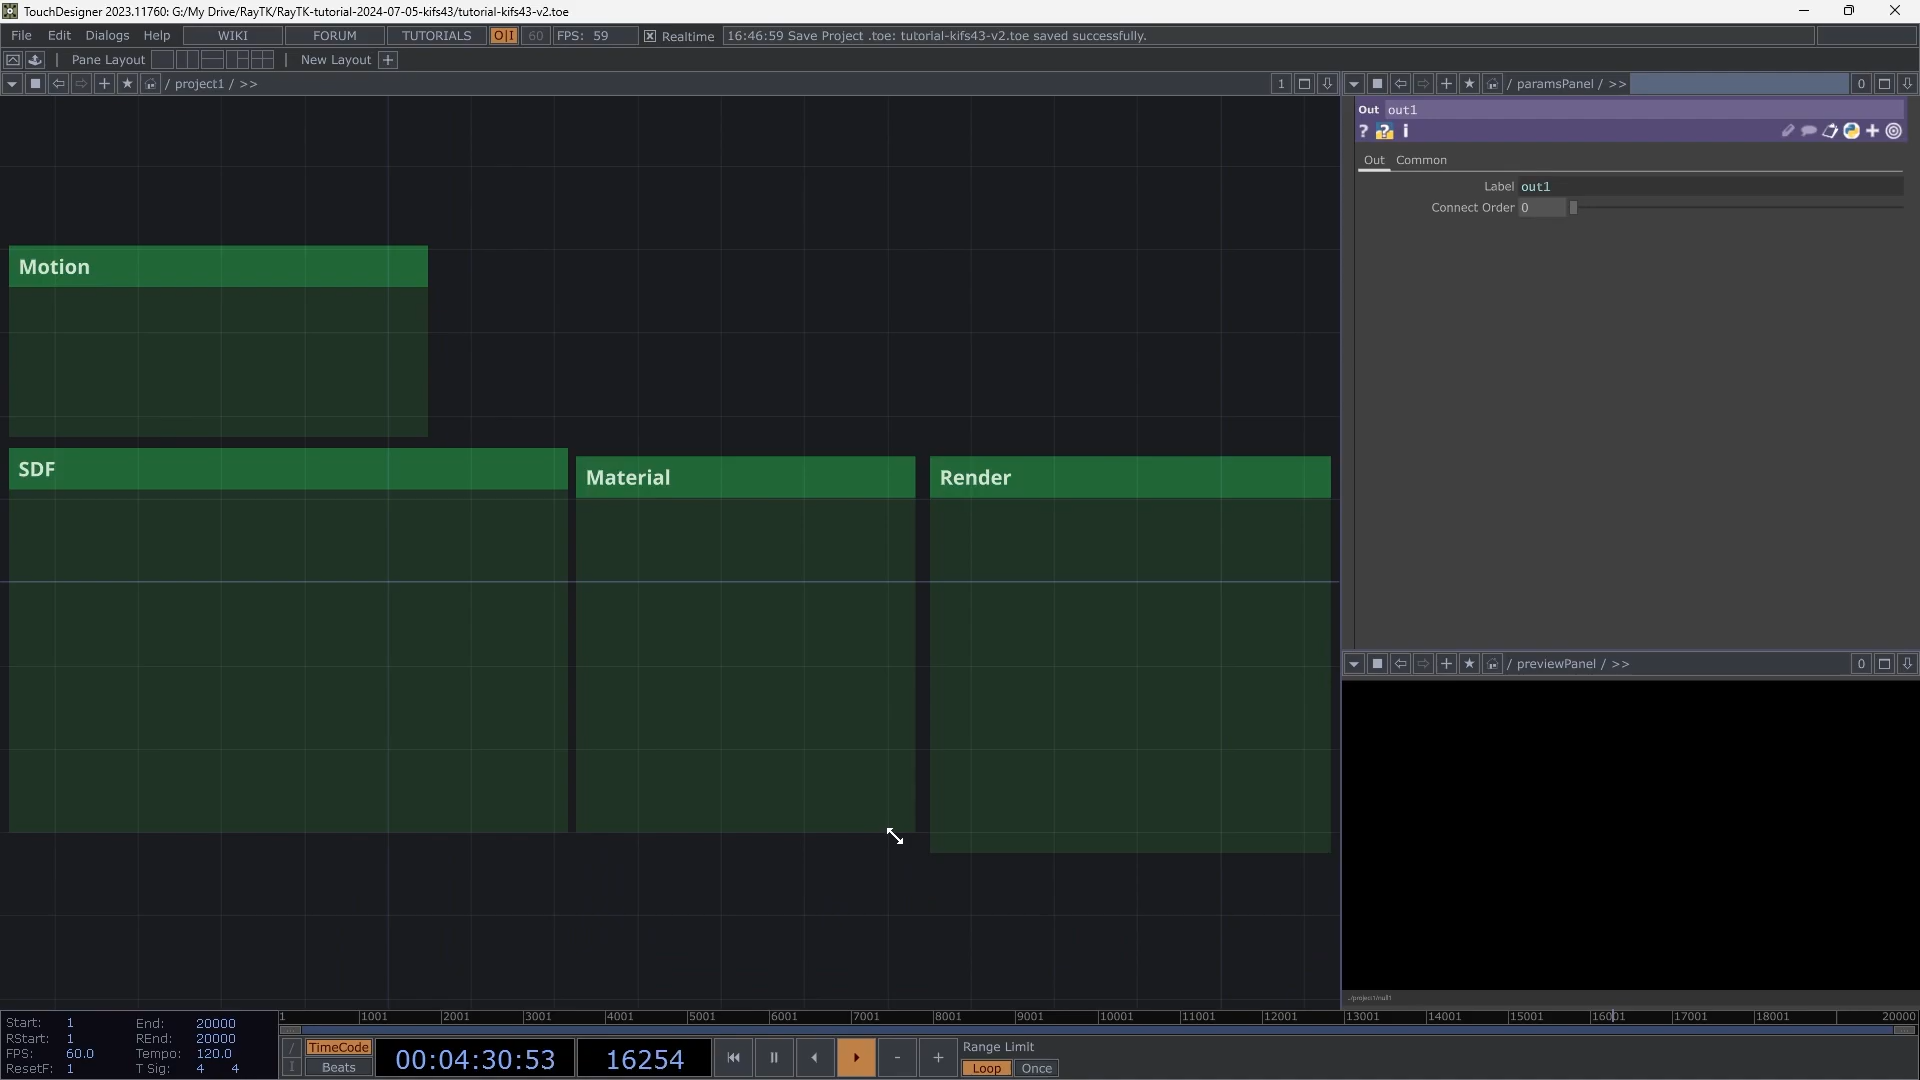 TouchDesigner 2023.11760: G:/My Drive/RayTK/RayTK-tutorial-2024-07-05-kifs43/tutorial-kifs43-v2.toe
File Edit Dialogs Help WIKI FORUM TUTORIALS O|I 60 FPS: 59 Realtime 16:46:59 Save Project .toe: tutorial-kifs43-v2.toe saved successfully.
| Pane Layout | New Layout +
/ project1 / >> 1
/ paramsPanel / >> 0
Out out1
? ? i
Out Common
Label out1
Connect Order 0
Motion
SDF
Material
Render
/ previewPanel / >> 0
../project1/null1
Start: 1 End: 20000
RStart: 1 REnd: 20000
FPS: 60.0 Tempo: 120.0
ResetF: 1 T Sig: 4 4
1 1001 2001 3001 4001 5001 6001 7001 8001 9001 10001 11001 12001 13001 14001 15001 16001 17001 18001 20000
/ TimeCode
I Beats
00:04:30:53 16254 - +
Range Limit
Loop Once